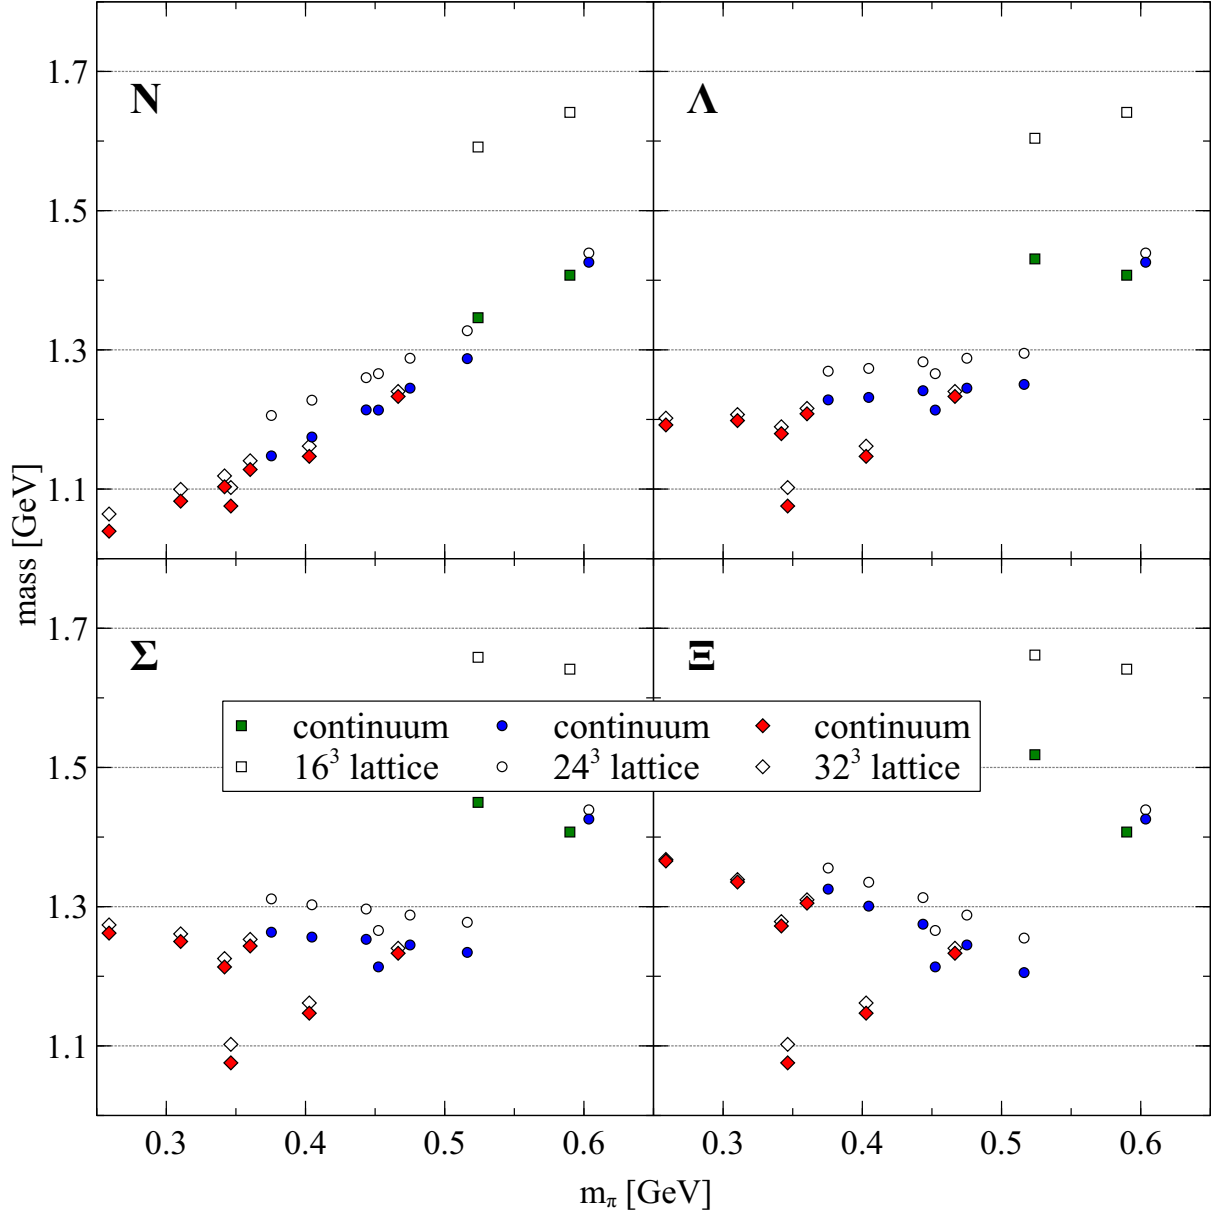 1.7
1.5
1.3
1.1
N
Λ
mass [GeV]
1.7
1.5
1.3
1.1
Σ
Ξ
continuum continuum continuum
16³ lattice 24³ lattice 32³ lattice
0.3 0.4 0.5 0.6 0.3 0.4 0.5 0.6
m_π [GeV]